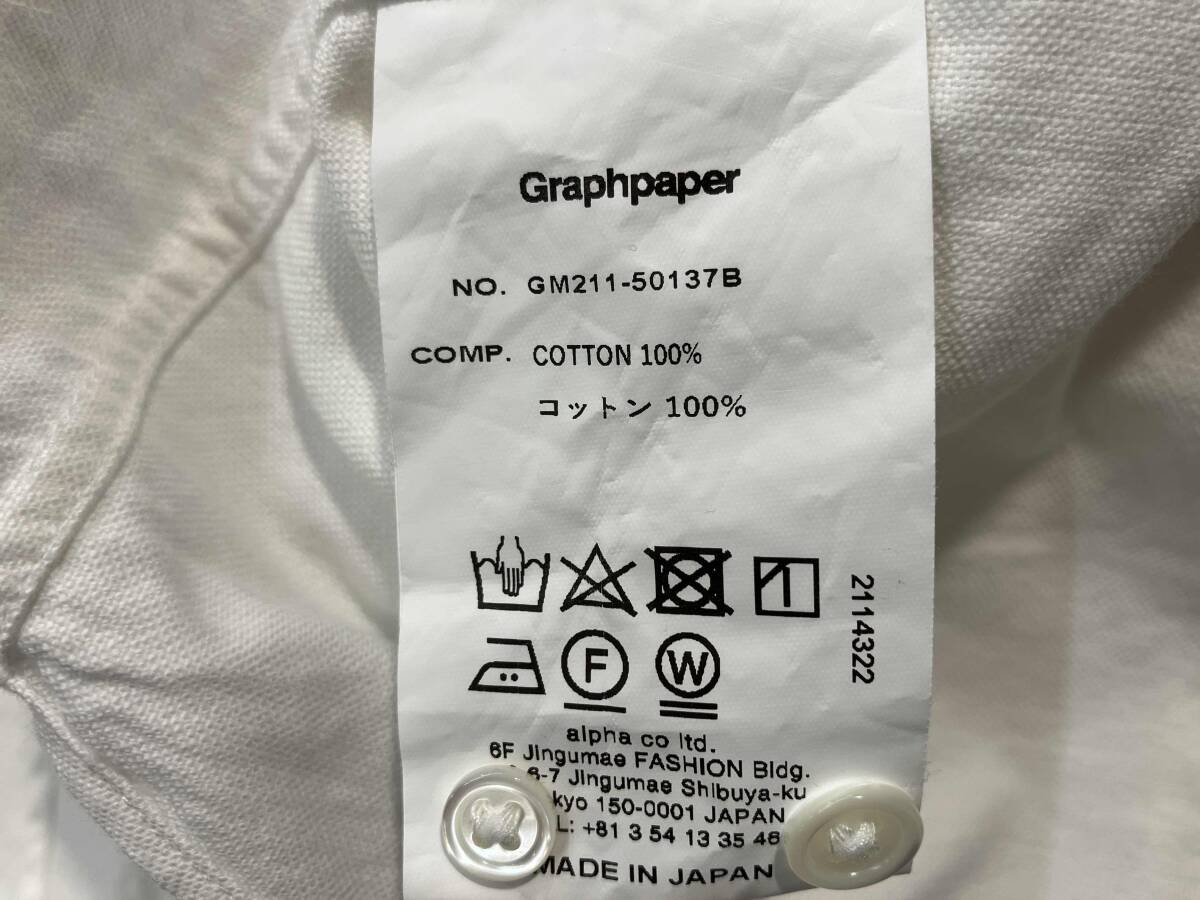 Graphpaper
NO. GM211-50137B
COMP. COTTON 100%
コットン 100%
F
W
2114322
alpha co ltd.
6F Jingumae FASHION Bldg.
6-7 Jingumae Shibuya-ku
150-0001 JAPAN
+81 3 54 13 35 46
MADE IN JAPAN